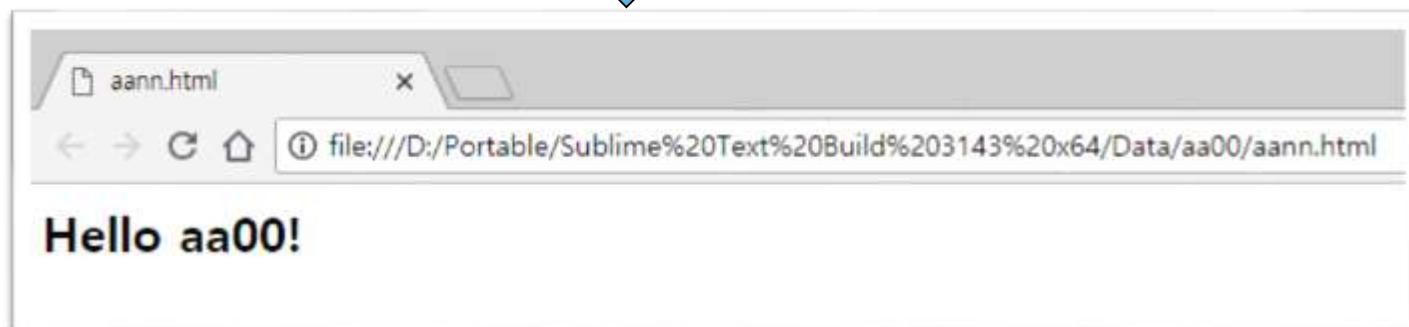 aann.html
file:///D:/Portable/Sublime%20Text%20Build%203143%20x64/Data/aa00/aann.html
Hello aa00!